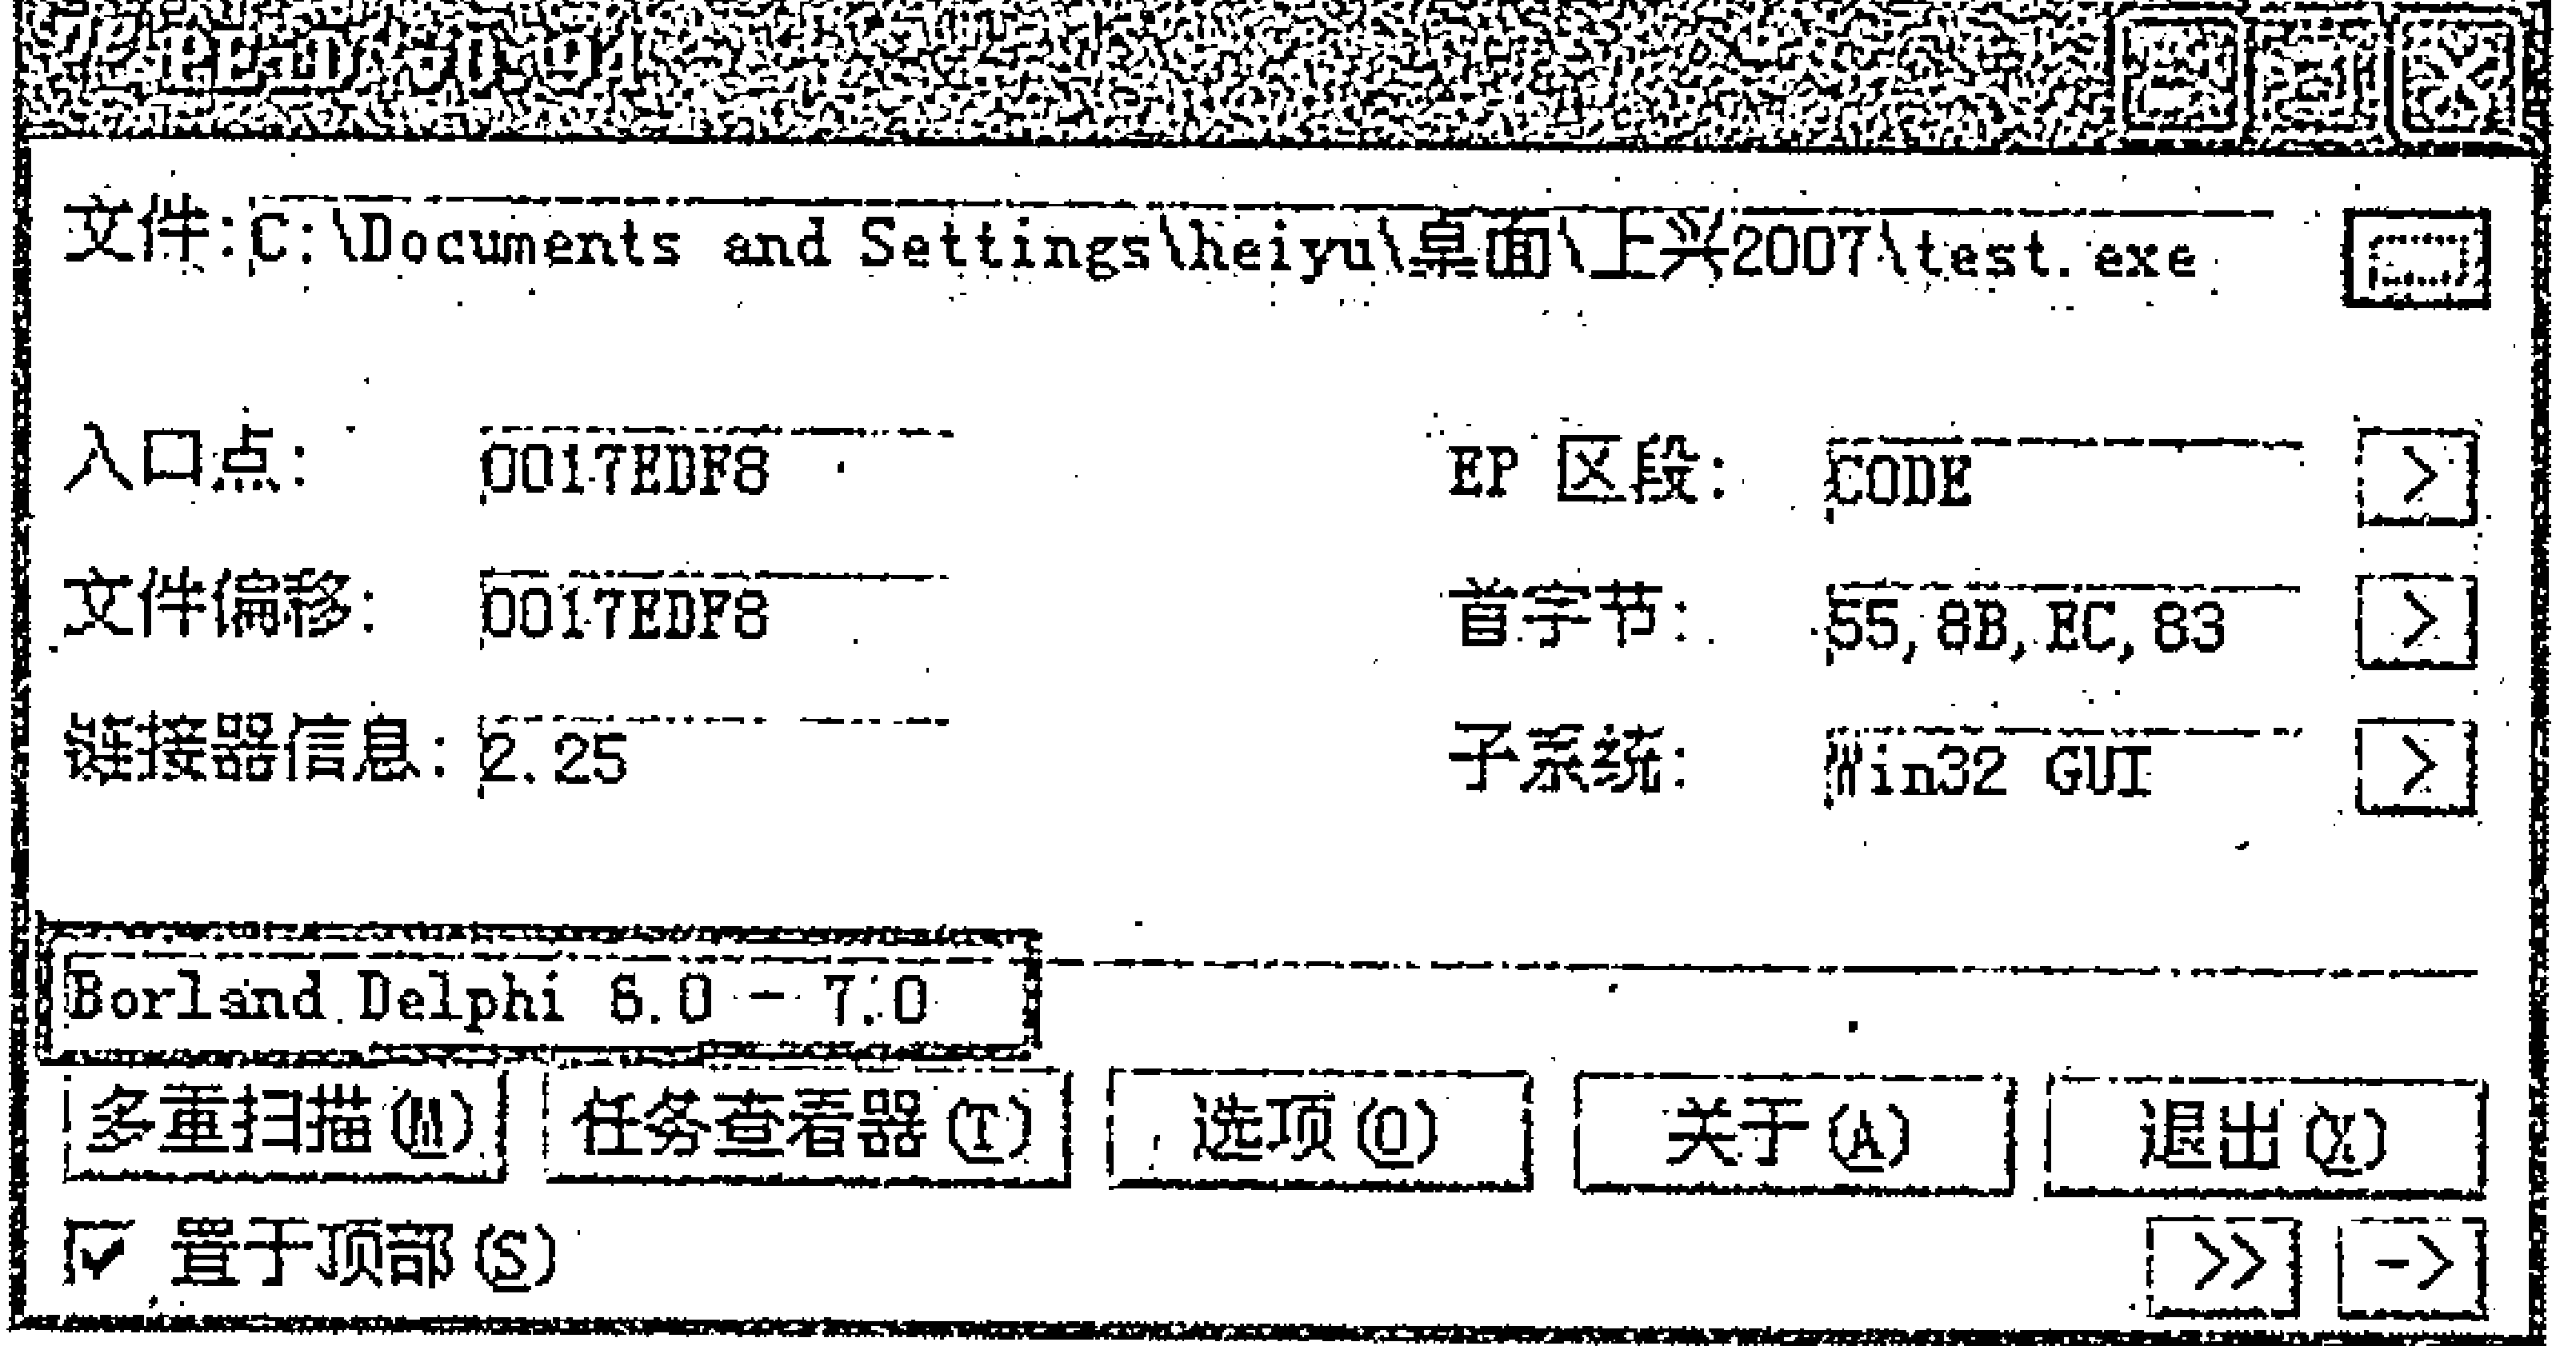 PEiD v0.94
文件: C:\Documents and Settings\heiyu\桌面\上兴2007\test.exe
入口点: 0017EDF8 EP 区段: CODE >
文件偏移: 0017EDF8 首字节: 55,8B,EC,83 >
链接器信息: 2.25 子系统: Win32 GUI >
Borland Delphi 6.0 - 7.0
多重扫描(M) 任务查看器(T) 选项(O) 关于(A) 退出(X)
置于顶部(S) >> ->